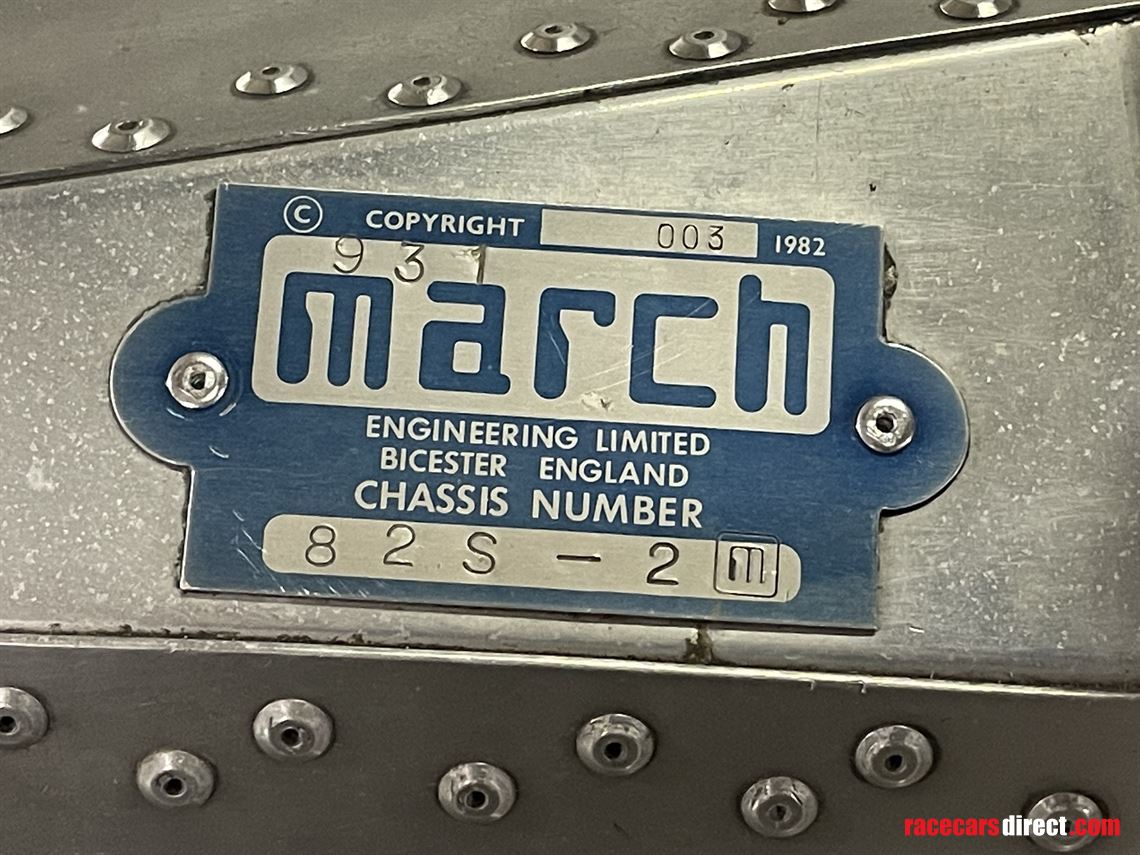 © COPYRIGHT 003 1982
931
march
ENGINEERING LIMITED
BICESTER ENGLAND
CHASSIS NUMBER
82S-2 m
racecarsdirect.com